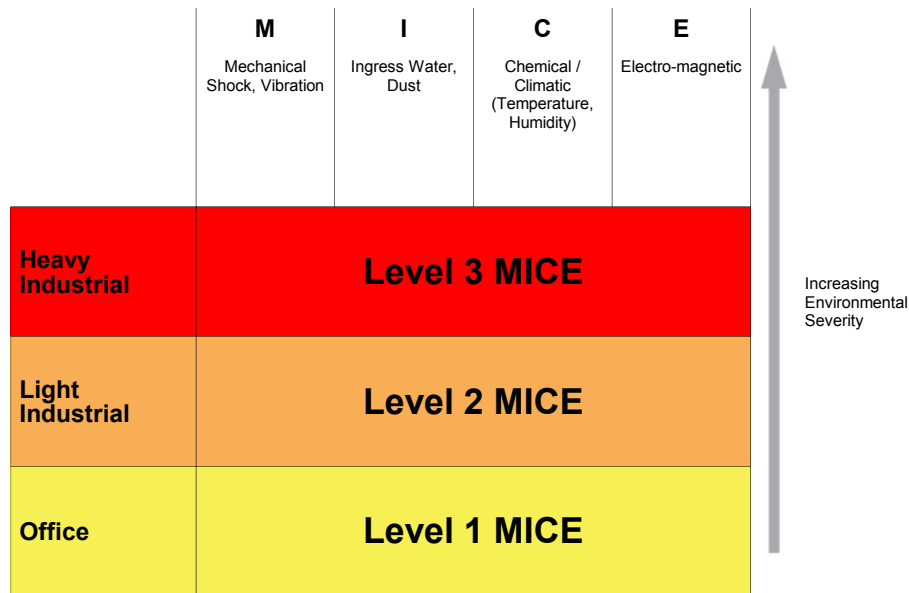 M
I
C
E
Mechanical
Shock, Vibration
Ingress Water,
Dust
Chemical /
Climatic
(Temperature,
Humidity)
Electro-magnetic
Heavy
Industrial
Level 3 MICE
Increasing
Environmental
Severity
Light
Industrial
Level 2 MICE
Office
Level 1 MICE